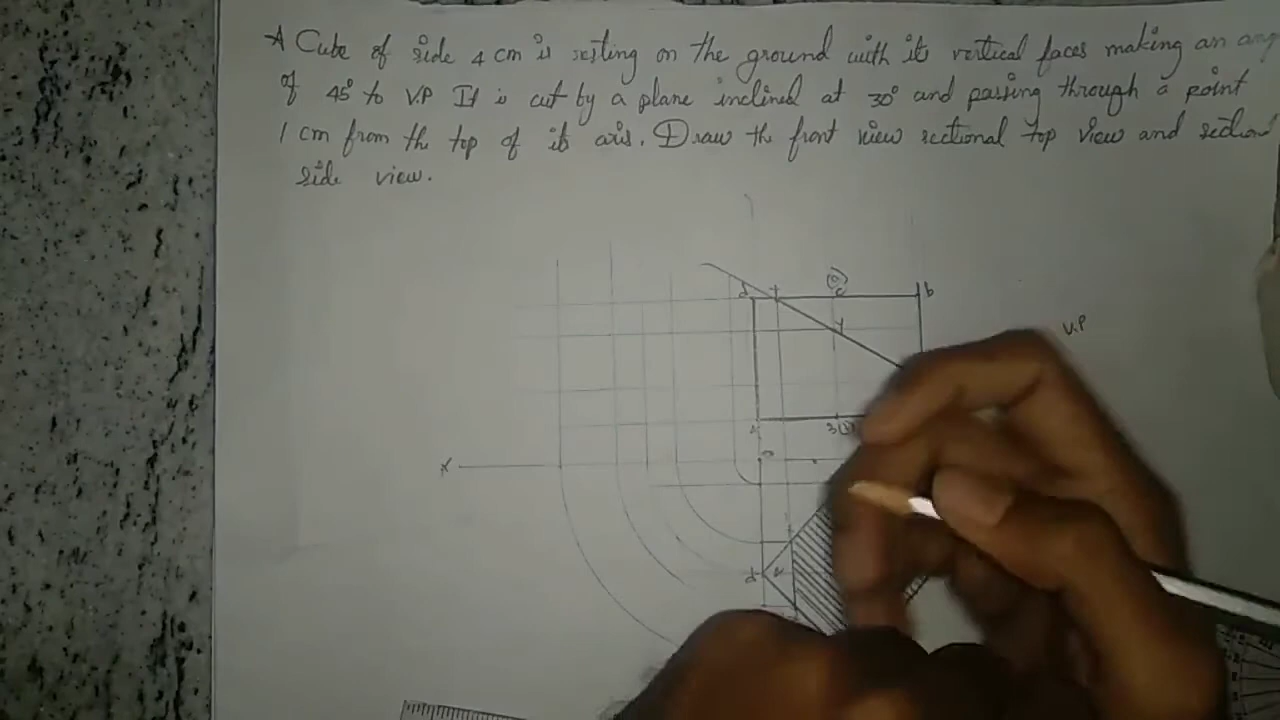 A Cube of side 4 cm is resting on the ground with its vertical faces making an ang
of 45° to V.P It is cut by a plane inclined at 30° and passing through a point
1 cm from the top of its axis. Draw the front view sectional top view and section
side view.
d c b
V.P
X
d